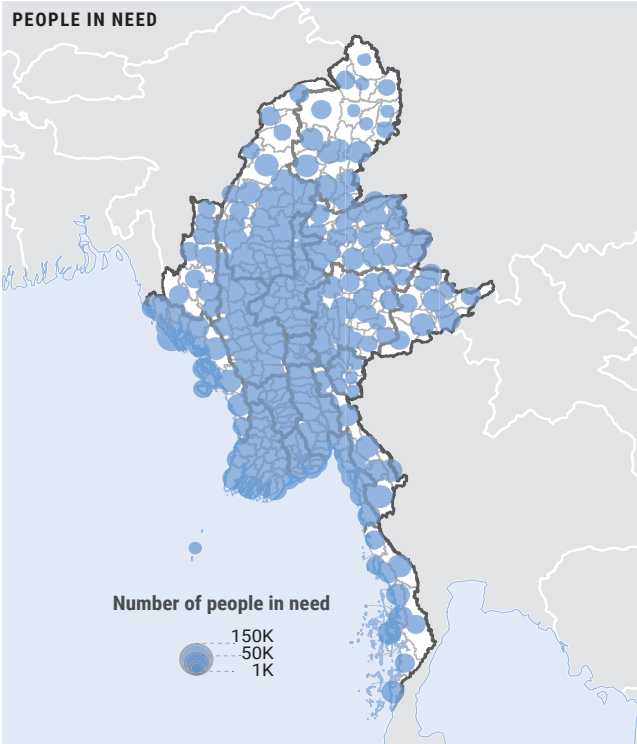 PEOPLE IN NEED
Number of people in need
150K
50K
1K